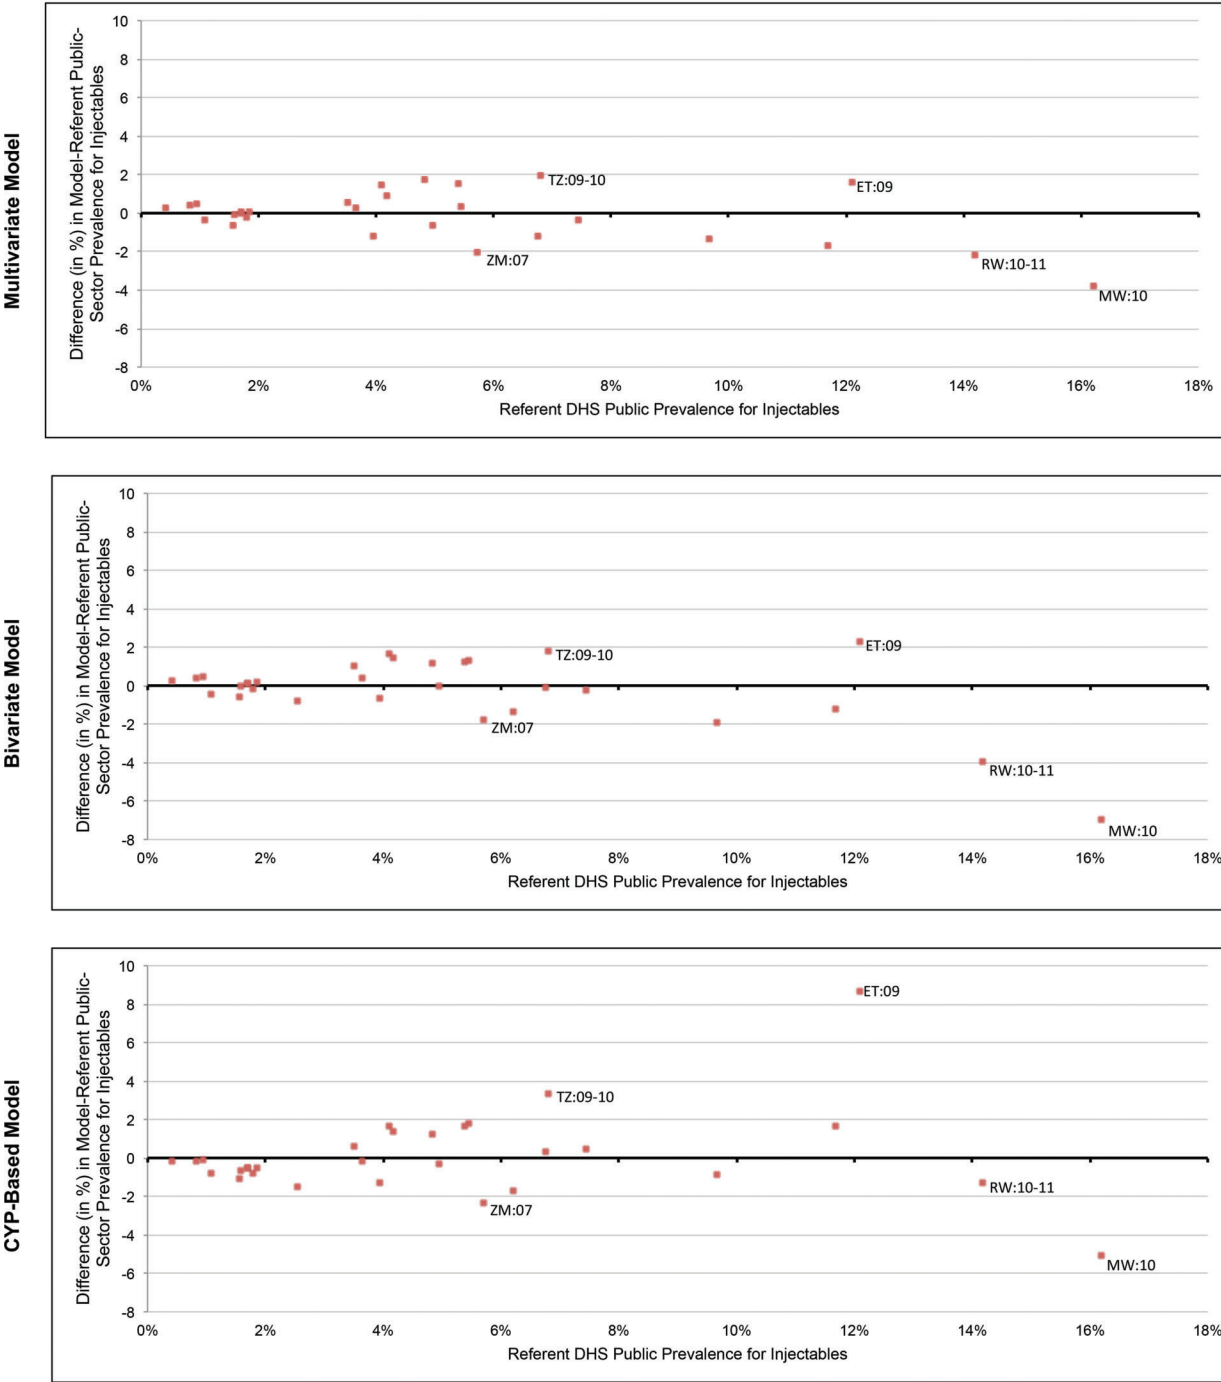 Multivariate Model
Difference (in %) in Model-Referent Public-
Sector Prevalence for Injectables
10
8
6
4
2
0
-2
-4
-6
-8
TZ:09-10
ET:09
ZM:07
RW:10-11
MW:10
0% 2% 4% 6% 8% 10% 12% 14% 16% 18%
Referent DHS Public Prevalence for Injectables
Bivariate Model
Difference (in %) in Model-Referent Public-
Sector Prevalence for Injectables
10
8
6
4
2
0
-2
-4
-6
-8
ET:09
TZ:09-10
ZM:07
RW:10-11
MW:10
0% 2% 4% 6% 8% 10% 12% 14% 16% 18%
Referent DHS Public Prevalence for Injectables
CYP-Based Model
Difference (in %) in Model-Referent Public-
Sector Prevalence for Injectables
10
8
6
4
2
0
-2
-4
-6
-8
ET:09
TZ:09-10
RW:10-11
ZM:07
MW:10
0% 2% 4% 6% 8% 10% 12% 14% 16% 18%
Referent DHS Public Prevalence for Injectables